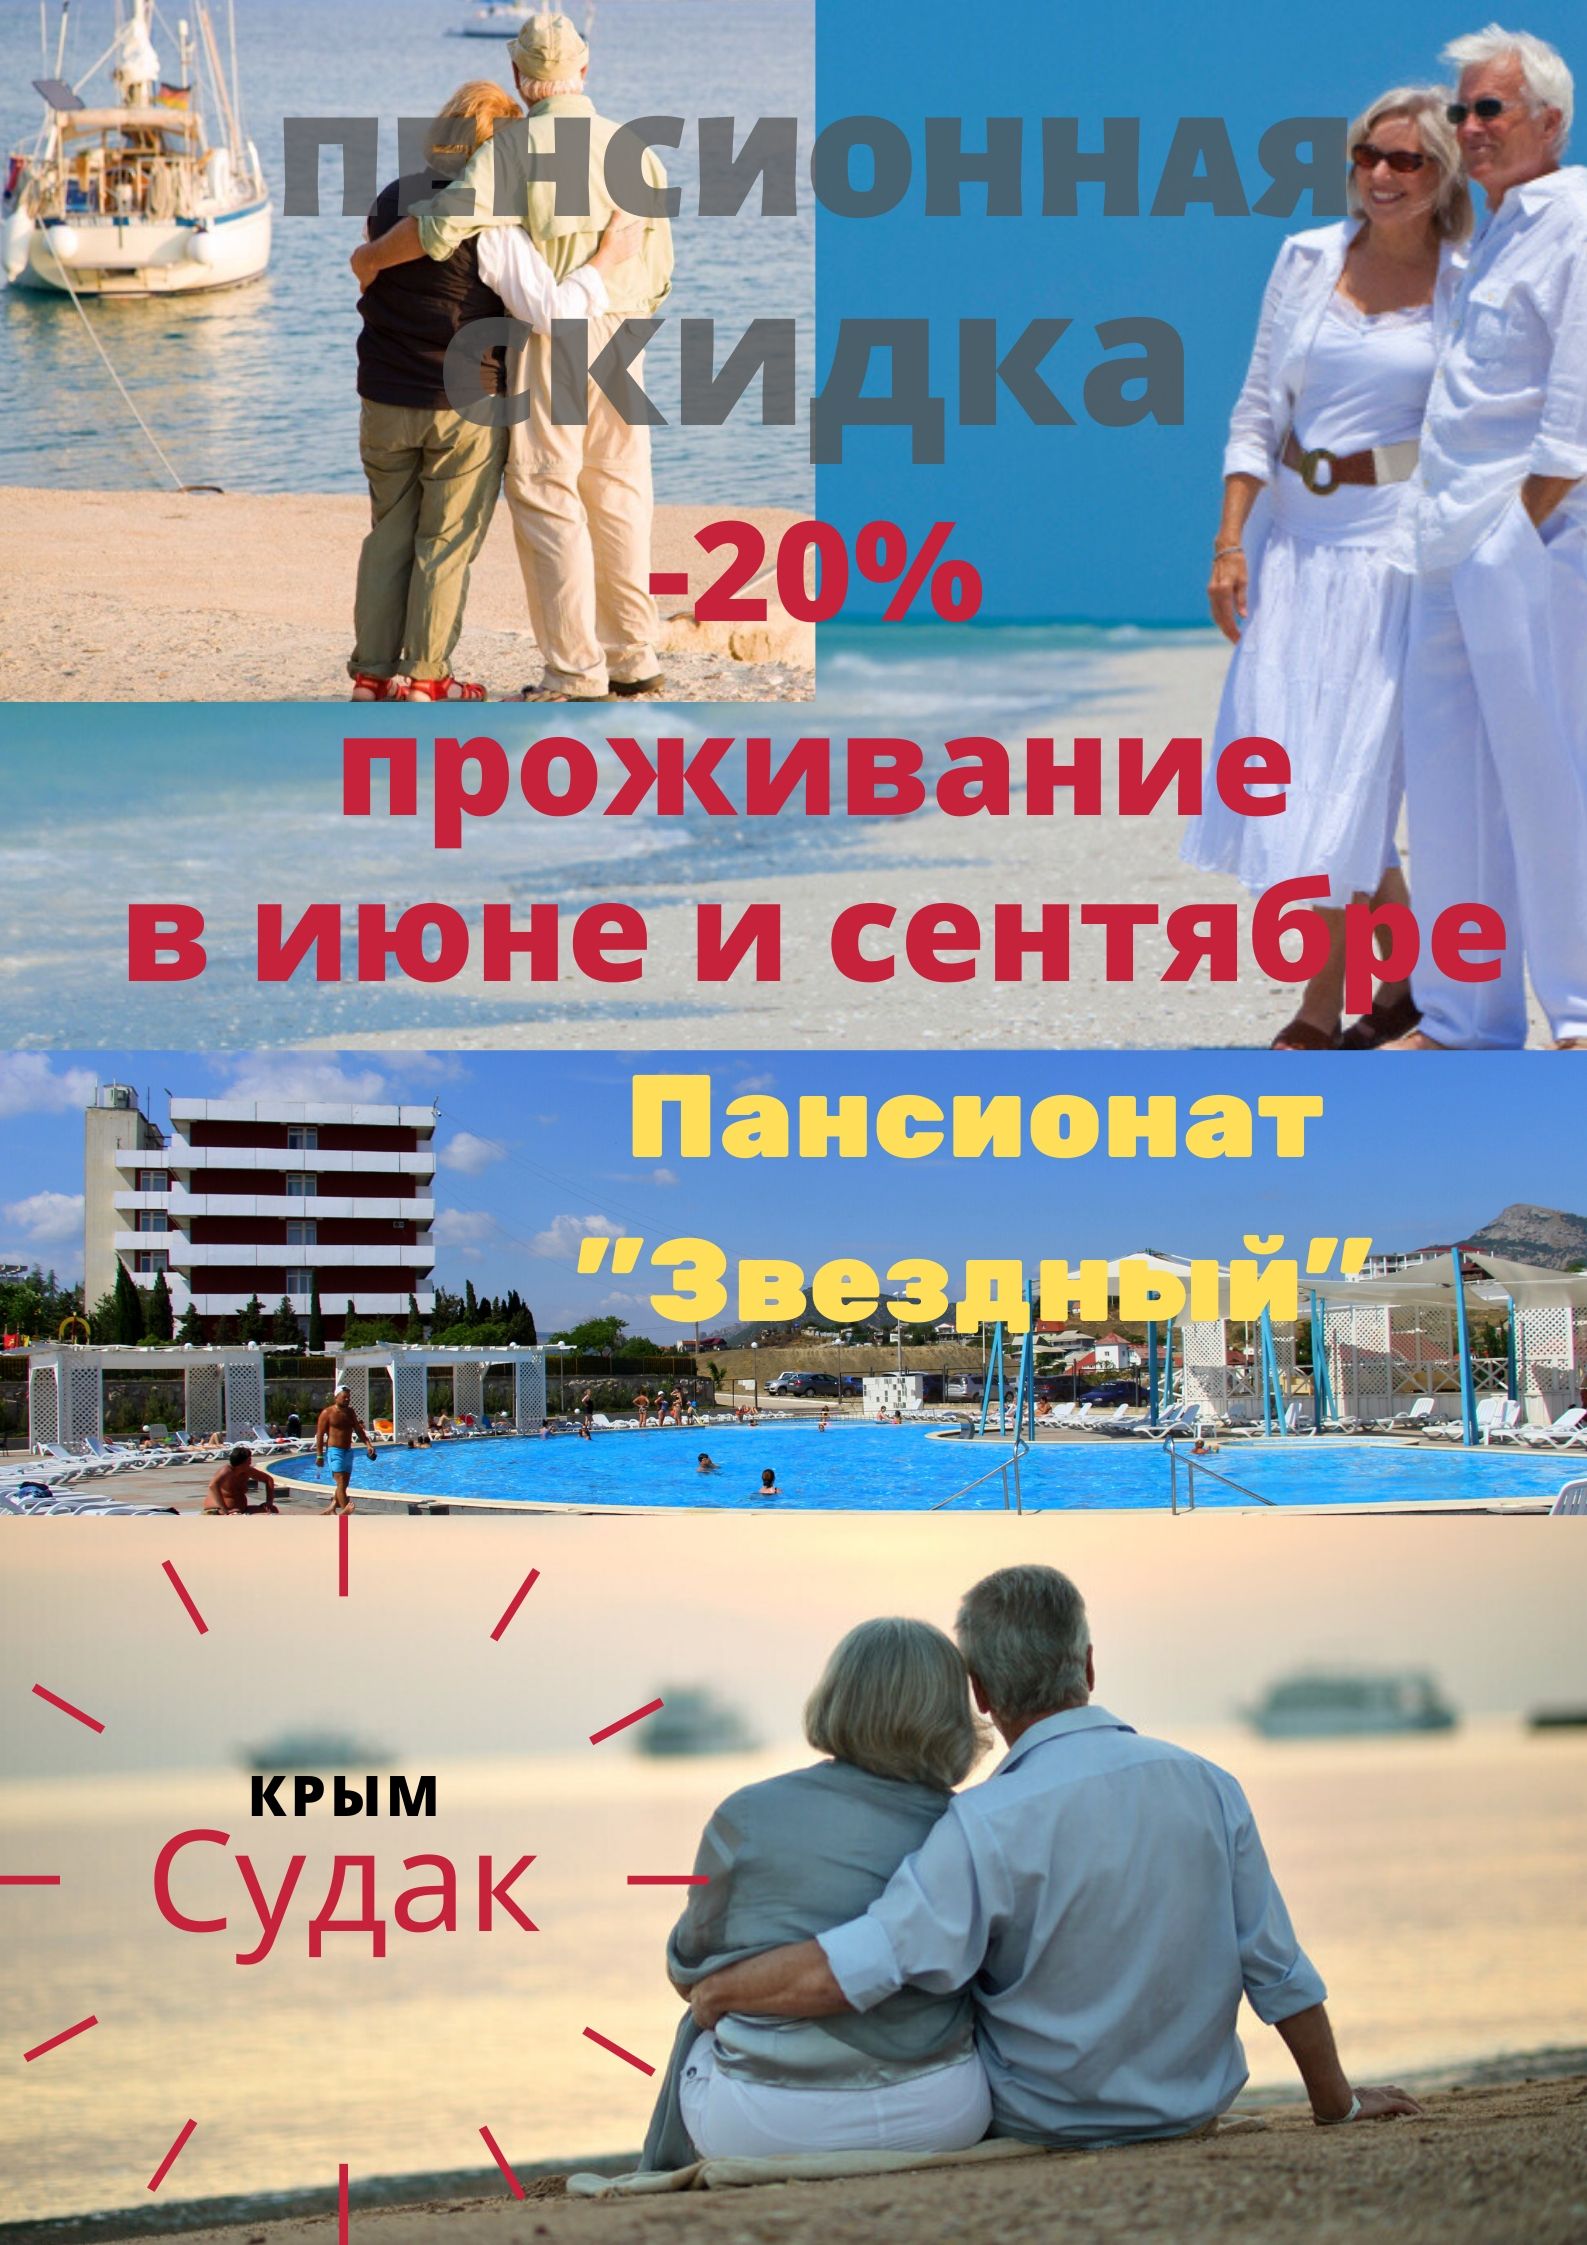 ПЕНСИОННАЯ
скидка
-20%
проживание
в июне и сентябре
Пансионат
"Звездный"
КРЫМ
Судак